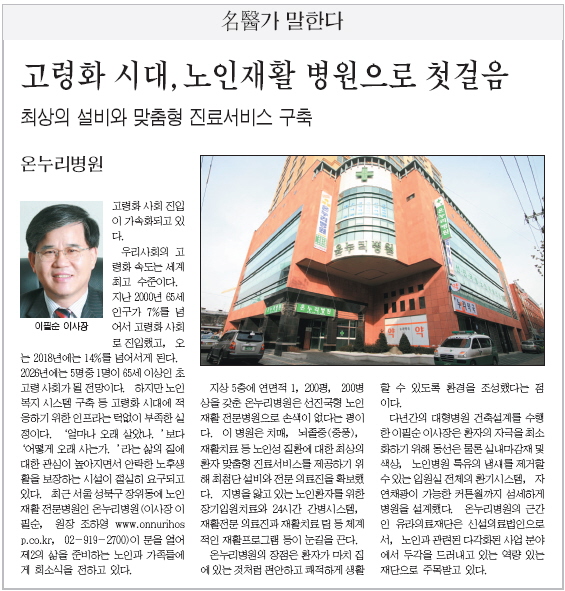 名醫가 말한다
고령화 시대, 노인재활 병원으로 첫걸음
최상의 설비와 맞춤형 진료서비스 구축
온누리병원
이필순 이사장
고령화 사회 진입
이 가속화되고 있
다.
우리사회의 고
령화 속도는 세계
최고 수준이다.
지난 2000년 65세
인구가 7%를 넘
어서 고령화 사회
로 진입했고, 오
는 2018년에는 14%를 넘어서게 된다.
2026년에는 5명중 1명이 65세 이상인 초
고령 사회가 될 전망이다. 하지만 노인
복지 시스템 구축 등 고령화 시대에 적
응하기 위한 인프라는 턱없이 부족한 실
정이다. '얼마나 오래 살았나.'보다
'어떻게 오래 사는가.'라는 삶의 질에
대한 관심이 높아지면서 안락한 노후생
활을 보장하는 시설이 절실히 요구되고
있다. 최근 서울 성북구 장위동에 노인
재활 전문병원인 온누리병원(이사장 이
필순, 원장 조하영 www.onnurihos
p.co.kr, 02-919-2700)이 문을 열어
제2의 삶을 준비하는 노인과 가족들에
게 희소식을 전하고 있다.
온누리병원
온누리병원
온누리병원
약 약
누리병원
지상 5층에 연면적 1, 200평, 200병
상을 갖춘 온누리병원은 선진국형 노인
재활 전문병원으로 손색이 없다는 평이
다. 이 병원은 치매, 뇌졸중(중풍),
재활치료 등 노인성 질환에 대한 최상의
환자 맞춤형 진료서비스를 제공하기 위
해 최첨단 설비와 전문 의료진을 확보했
다. 지병을 앓고 있는 노인환자를 위한
장기입원치료와 24시간 간병시스템,
재활전문 의료진과 재활치료 팀 등 체계
적인 재활프로그램 등이 눈길을 끈다.
온누리병원의 장점은 환자가 마치 집
에 있는 것처럼 편안하고 쾌적하게 생활
할 수 있도록 환경을 조성했다는 점
이다.
다년간의 대형병원 건축설계를 수행
한 이필순 이사장은 환자의 자극을 최소
화하기 위해 동선은 물론 실내마감재 및
색상, 노인병원 특유의 냄새를 제거할
수 있는 입원실 전체의 환기시스템, 자
연채광이 가능한 커튼월까지 섬세하게
병원을 설계했다. 온누리병원의 근간
인 유라의료재단은 신설의료법인으로
서, 노인과 관련된 다각화된 사업 분야
에서 두각을 드러내고 있는 역량 있는
재단으로 주목받고 있다.